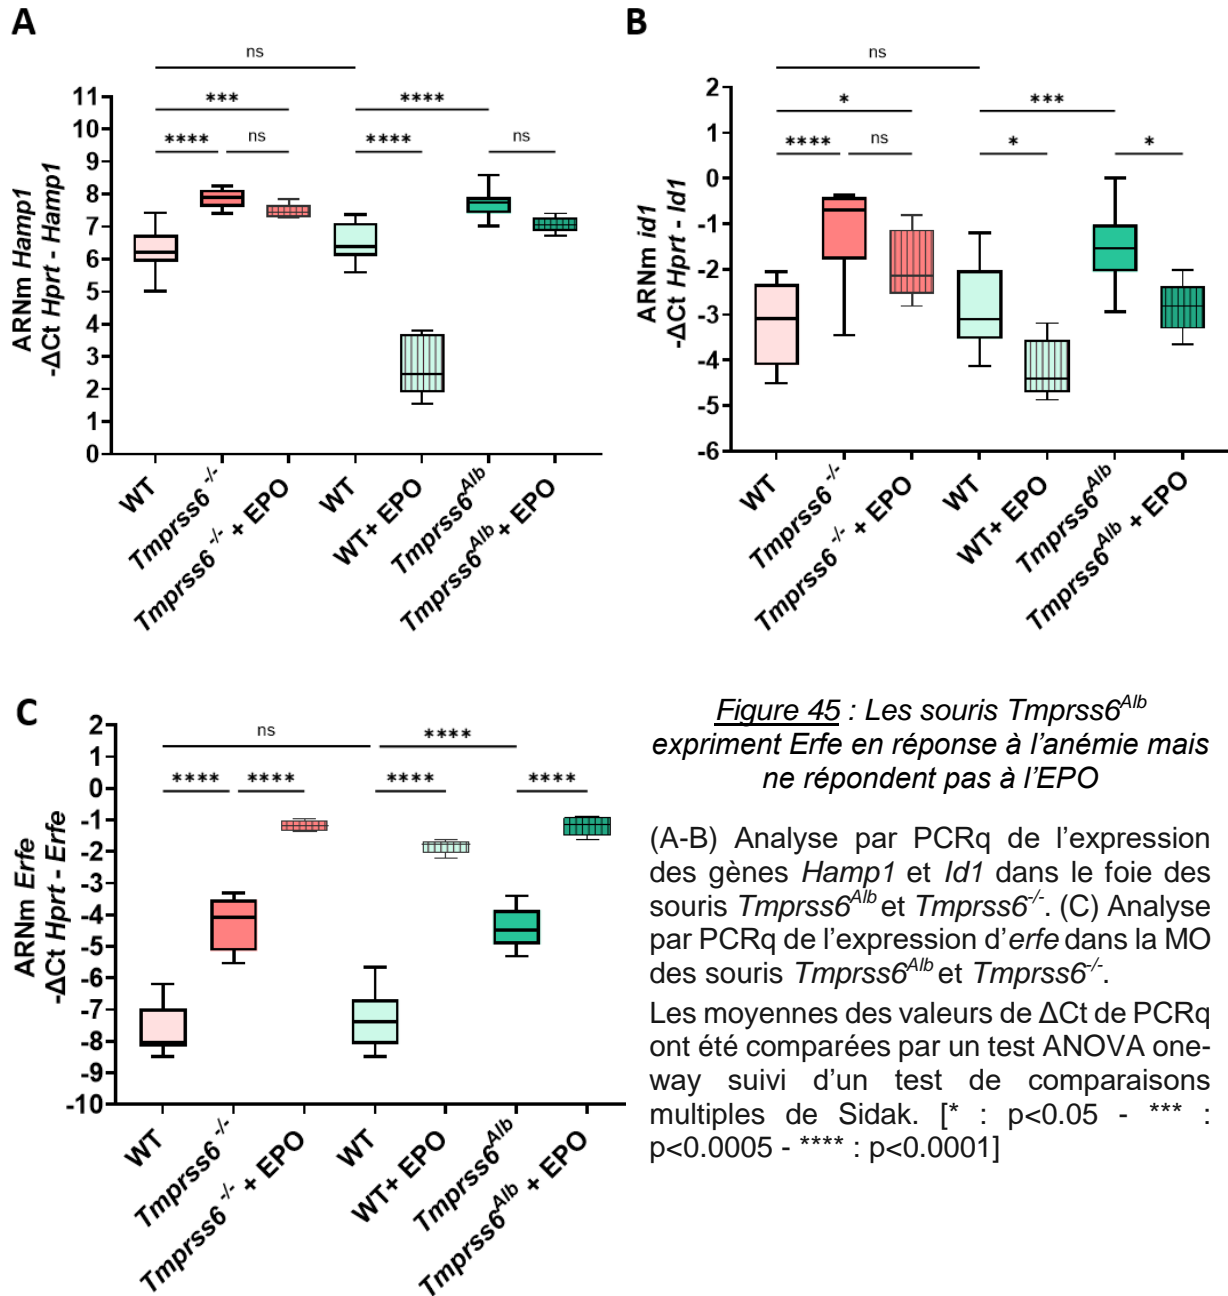 A
ns
***
****
****
ns
****
ns
11
10
9
8
7
6
5
4
3
2
1
0
ARNm Hamp1
-ΔCt Hprt - Hamp1
WT
Tmprss6 -/-
Tmprss6 -/- + EPO
WT
WT+ EPO
Tmprss6Alb
Tmprss6Alb + EPO
B
ns
*
***
****
ns
*
*
2
1
0
-1
-2
-3
-4
-5
-6
ARNm id1
-ΔCt Hprt - Id1
WT
Tmprss6-/-
Tmprss6 -/- + EPO
WT
WT+ EPO
Tmprss6Alb
Tmprss6Alb + EPO
C
ns
****
****
****
****
****
2
1
0
-1
-2
-3
-4
-5
-6
-7
-8
-9
-10
ARNm Erfe
-ΔCt Hprt - Erfe
WT
Tmprss6-/-
Tmprss6 -/- + EPO
WT
WT+ EPO
Tmprss6Alb
Tmprss6Alb + EPO
Figure 45 : Les souris Tmprss6Alb
expriment Erfe en réponse à l’anémie mais
ne répondent pas à l’EPO
(A-B) Analyse par PCRq de l’expression
des gènes Hamp1 et Id1 dans le foie des
souris Tmprss6Alb et Tmprss6-/-. (C) Analyse
par PCRq de l’expression d’erfe dans la MO
des souris Tmprss6Alb et Tmprss6-/-.
Les moyennes des valeurs de ΔCt de PCRq
ont été comparées par un test ANOVA one-
way suivi d’un test de comparaisons
multiples de Sidak. [* : p<0.05 - *** :
p<0.0005 - **** : p<0.0001]